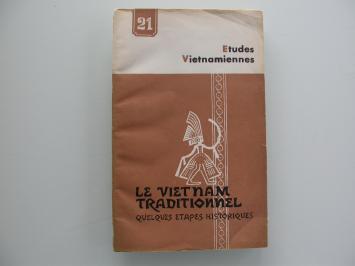 21
Etudes
Vietnamiennes
LE VIETNAM
TRADITIONNEL
QUELQUES ETAPES HISTORIQUES